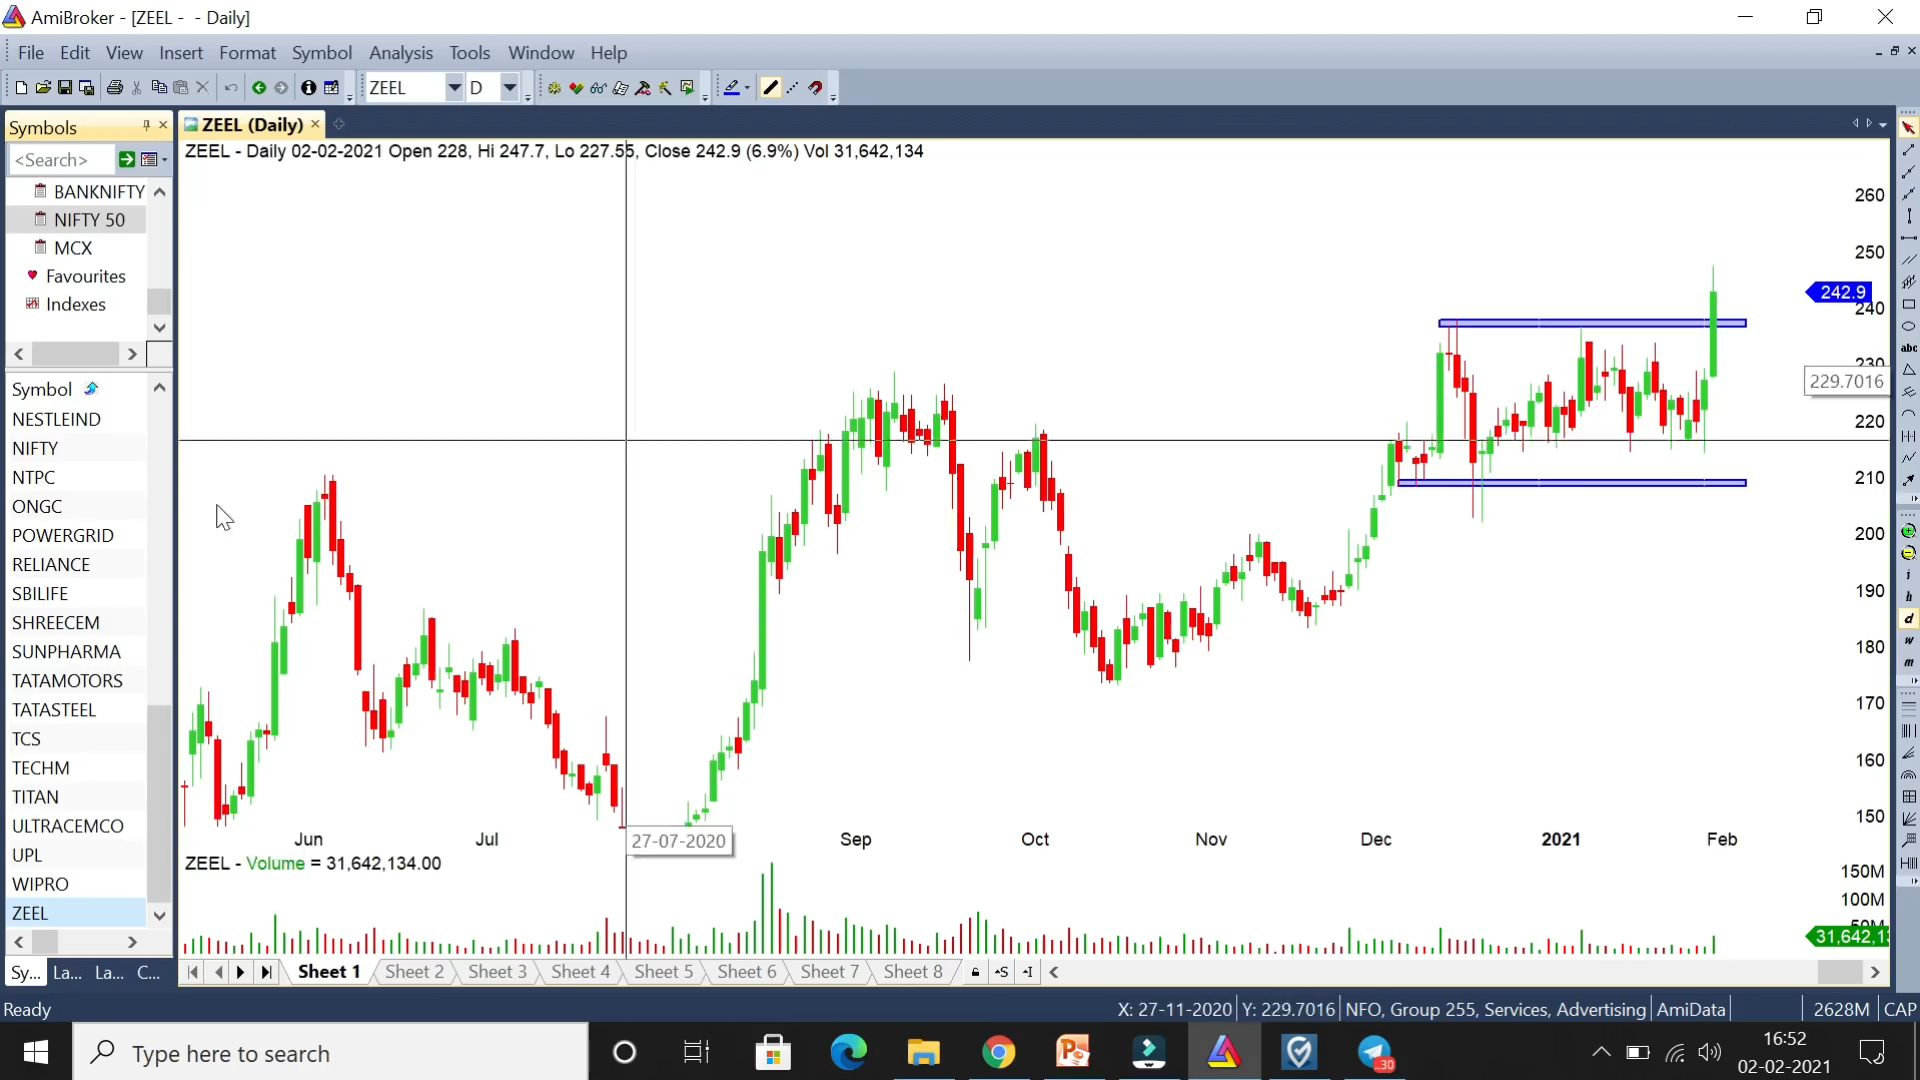 AmiBroker - [ZEEL - - Daily]
File Edit View Insert Format Symbol Analysis Tools Window Help
ZEEL D
Symbols
<Search>
BANKNIFTY
NIFTY 50
MCX
Favourites
Indexes
Symbol
NESTLEIND
NIFTY
NTPC
ONGC
POWERGRID
RELIANCE
SBILIFE
SHREECEM
SUNPHARMA
TATAMOTORS
TATASTEEL
TCS
TECHM
TITAN
ULTRACEMCO
UPL
WIPRO
ZEEL
Sy... La... La... C...
ZEEL (Daily)
ZEEL - Daily 02-02-2021 Open 228, Hi 247.7, Lo 227.55, Close 242.9 (6.9%) Vol 31,642,134
260
250
242.9
240
230
229.7016
220
210
200
190
180
170
160
150
Jun Jul 27-07-2020 Sep Oct Nov Dec 2021 Feb
ZEEL - Volume = 31,642,134.00
150M
100M
50M
31,642,13
abc
i
h
d
w
m
Sheet 1 Sheet 2 Sheet 3 Sheet 4 Sheet 5 Sheet 6 Sheet 7 Sheet 8 S I
Ready X: 27-11-2020 Y: 229.7016 NFO, Group 255, Services, Advertising AmiData 2628M CAP
Type here to search
30
16:52
02-02-2021